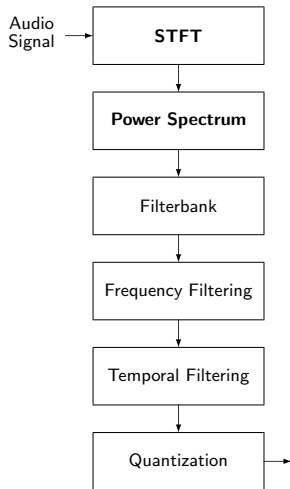 Audio
Signal
STFT
Power Spectrum
Filterbank
Frequency Filtering
Temporal Filtering
Quantization